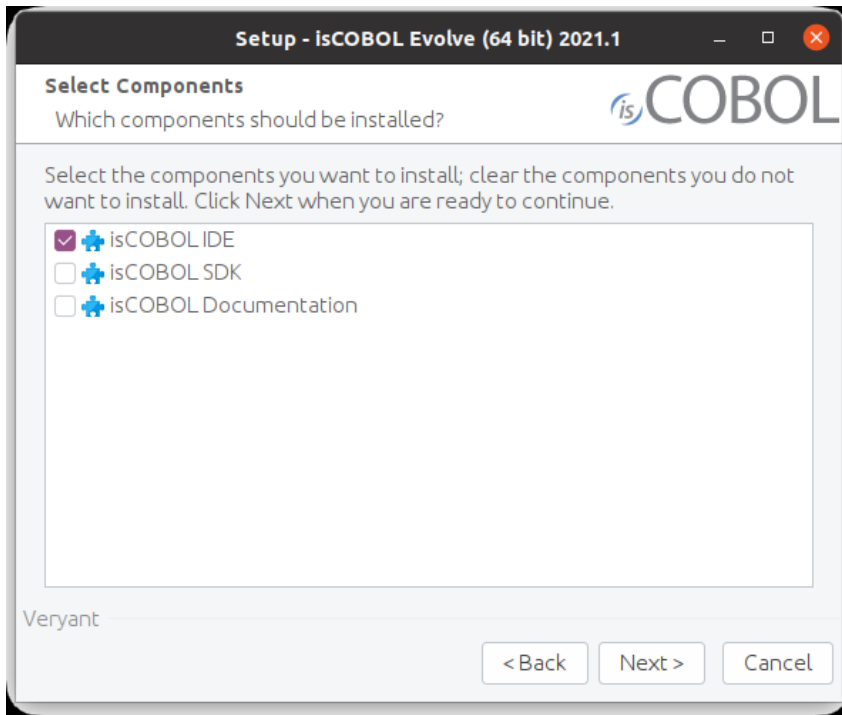 Setup - isCOBOL Evolve (64 bit) 2021.1
Select Components
Which components should be installed?
isCOBOL
Select the components you want to install; clear the components you do not
want to install. Click Next when you are ready to continue.
isCOBOL IDE
isCOBOL SDK
isCOBOL Documentation
Veryant
< Back
Next >
Cancel